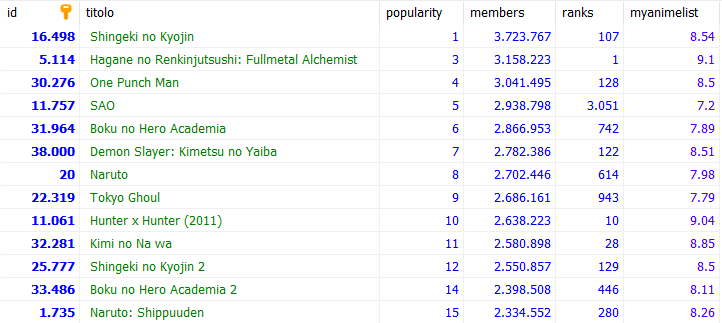 id titolo popularity members ranks myanimelist
16.498 Shingeki no Kyojin 1 3.723.767 107 8.54
5.114 Hagane no Renkinjutsushi: Fullmetal Alchemist 3 3.158.223 1 9.1
30.276 One Punch Man 4 3.041.495 128 8.5
11.757 SAO 5 2.938.798 3.051 7.2
31.964 Boku no Hero Academia 6 2.866.953 742 7.89
38.000 Demon Slayer: Kimetsu no Yaiba 7 2.782.386 122 8.51
20 Naruto 8 2.702.446 614 7.98
22.319 Tokyo Ghoul 9 2.686.161 943 7.79
11.061 Hunter x Hunter (2011) 10 2.638.223 10 9.04
32.281 Kimi no Na wa 11 2.580.898 28 8.85
25.777 Shingeki no Kyojin 2 12 2.550.857 129 8.5
33.486 Boku no Hero Academia 2 14 2.398.508 446 8.11
1.735 Naruto: Shippuuden 15 2.334.552 280 8.26